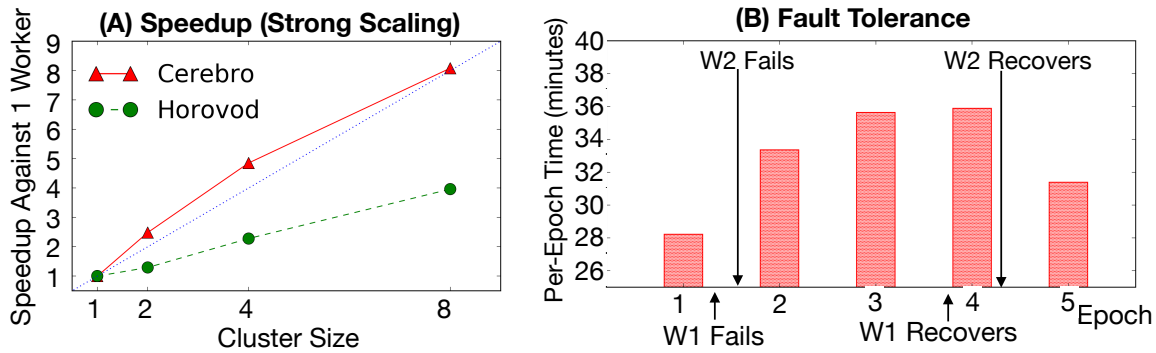 (A) Speedup (Strong Scaling)
Speedup Against 1 Worker
9
8
7
6
5
4
3
2
1
Cerebro
Horovod
1 2 4 8
Cluster Size
(B) Fault Tolerance
Per-Epoch Time (minutes)
40
38
36
34
32
30
28
26
W2 Fails
W2 Recovers
1 2 3 4 5 Epoch
W1 Fails
W1 Recovers